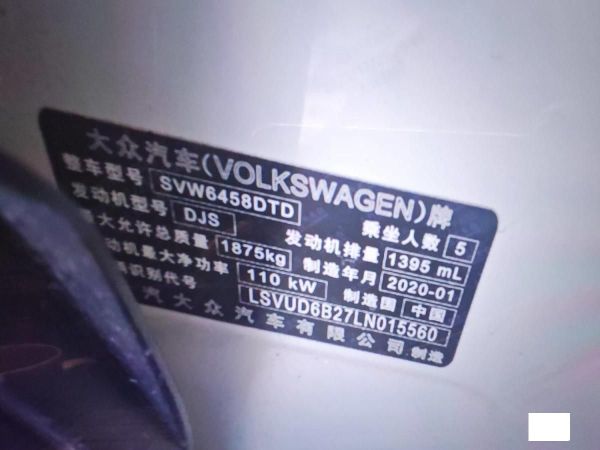 大众汽车(VOLKSWAGEN)牌
整车型号 SVW6458DTD 乘坐人数 5
发动机型号 DJS 发动机排量 1395 mL
最大允许总质量 1875kg 制造年月 2020-01
动机最大净功率 110 kW 制造国 中国
识别代号 LSVUD6B27LN015560
汽大众汽车有限公司 制造